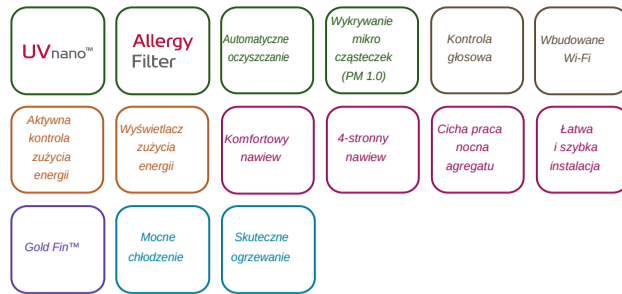 UVnano™
Allergy
Filter
Automatyczne
oczyszczanie
Wykrywanie
mikro
cząsteczek
(PM 1.0)
Kontrola
głosowa
Wbudowane
Wi-Fi
Aktywna
kontrola
zużycia
energii
Wyświetlacz
zużycia
energii
Komfortowy
nawiew
4-stronny
nawiew
Cicha praca
nocna
agregatu
Łatwa
i szybka
instalacja
Gold Fin™
Mocne
chłodzenie
Skuteczne
ogrzewanie